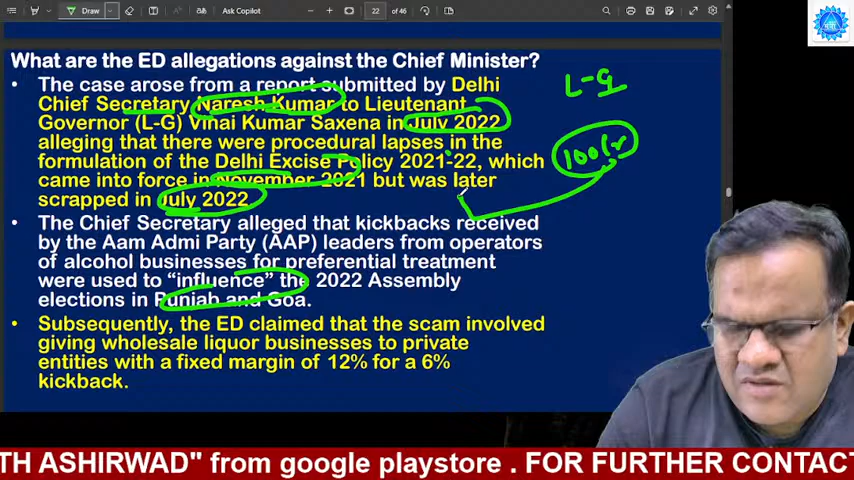 Draw
Ask Copilot
22 of 46
What are the ED allegations against the Chief Minister?
• The case arose from a report submitted by Delhi
Chief Secretary Naresh Kumar to Lieutenant
Governor (L-G) Vinai Kumar Saxena in July 2022
alleging that there were procedural lapses in the
formulation of the Delhi Excise Policy 2021-22, which
came into force in November 2021 but was later
scrapped in July 2022.
• The Chief Secretary alleged that kickbacks received
by the Aam Admi Party (AAP) leaders from operators
of alcohol businesses for preferential treatment
were used to “influence” the 2022 Assembly
elections in Punjab and Goa.
• Subsequently, the ED claimed that the scam involved
giving wholesale liquor businesses to private
entities with a fixed margin of 12% for a 6%
kickback.
L-G
100 Cr
TH ASHIRWAD" from google playstore . FOR FURTHER CONTACT